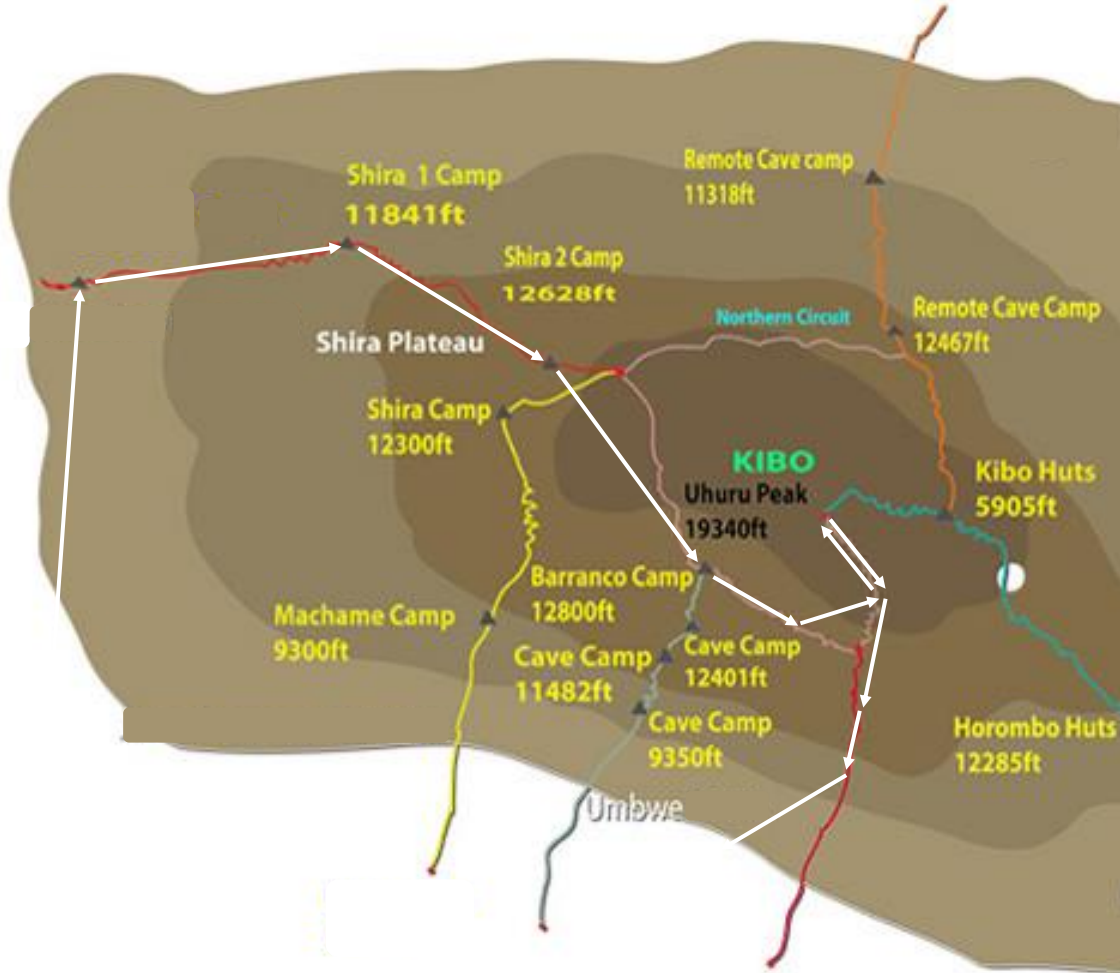 Remote Cave camp
11318ft
Shira 1 Camp
11841ft
Shira 2 Camp
12628ft
Northern Circuit
Remote Cave Camp
12467ft
Shira Plateau
Shira Camp
12300ft
KIBO
Uhuru Peak
19340ft
Kibo Huts
5905ft
Barranco Camp
12800ft
Machame Camp
9300ft
Cave Camp
12401ft
Cave Camp
11482ft
Cave Camp
9350ft
Horombo Huts
12285ft
Umbwe